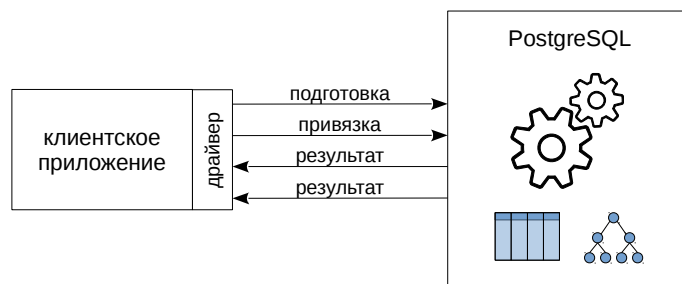 PostgreSQL
подготовка
привязка
результат
результат
клиентское
приложение
драйвер